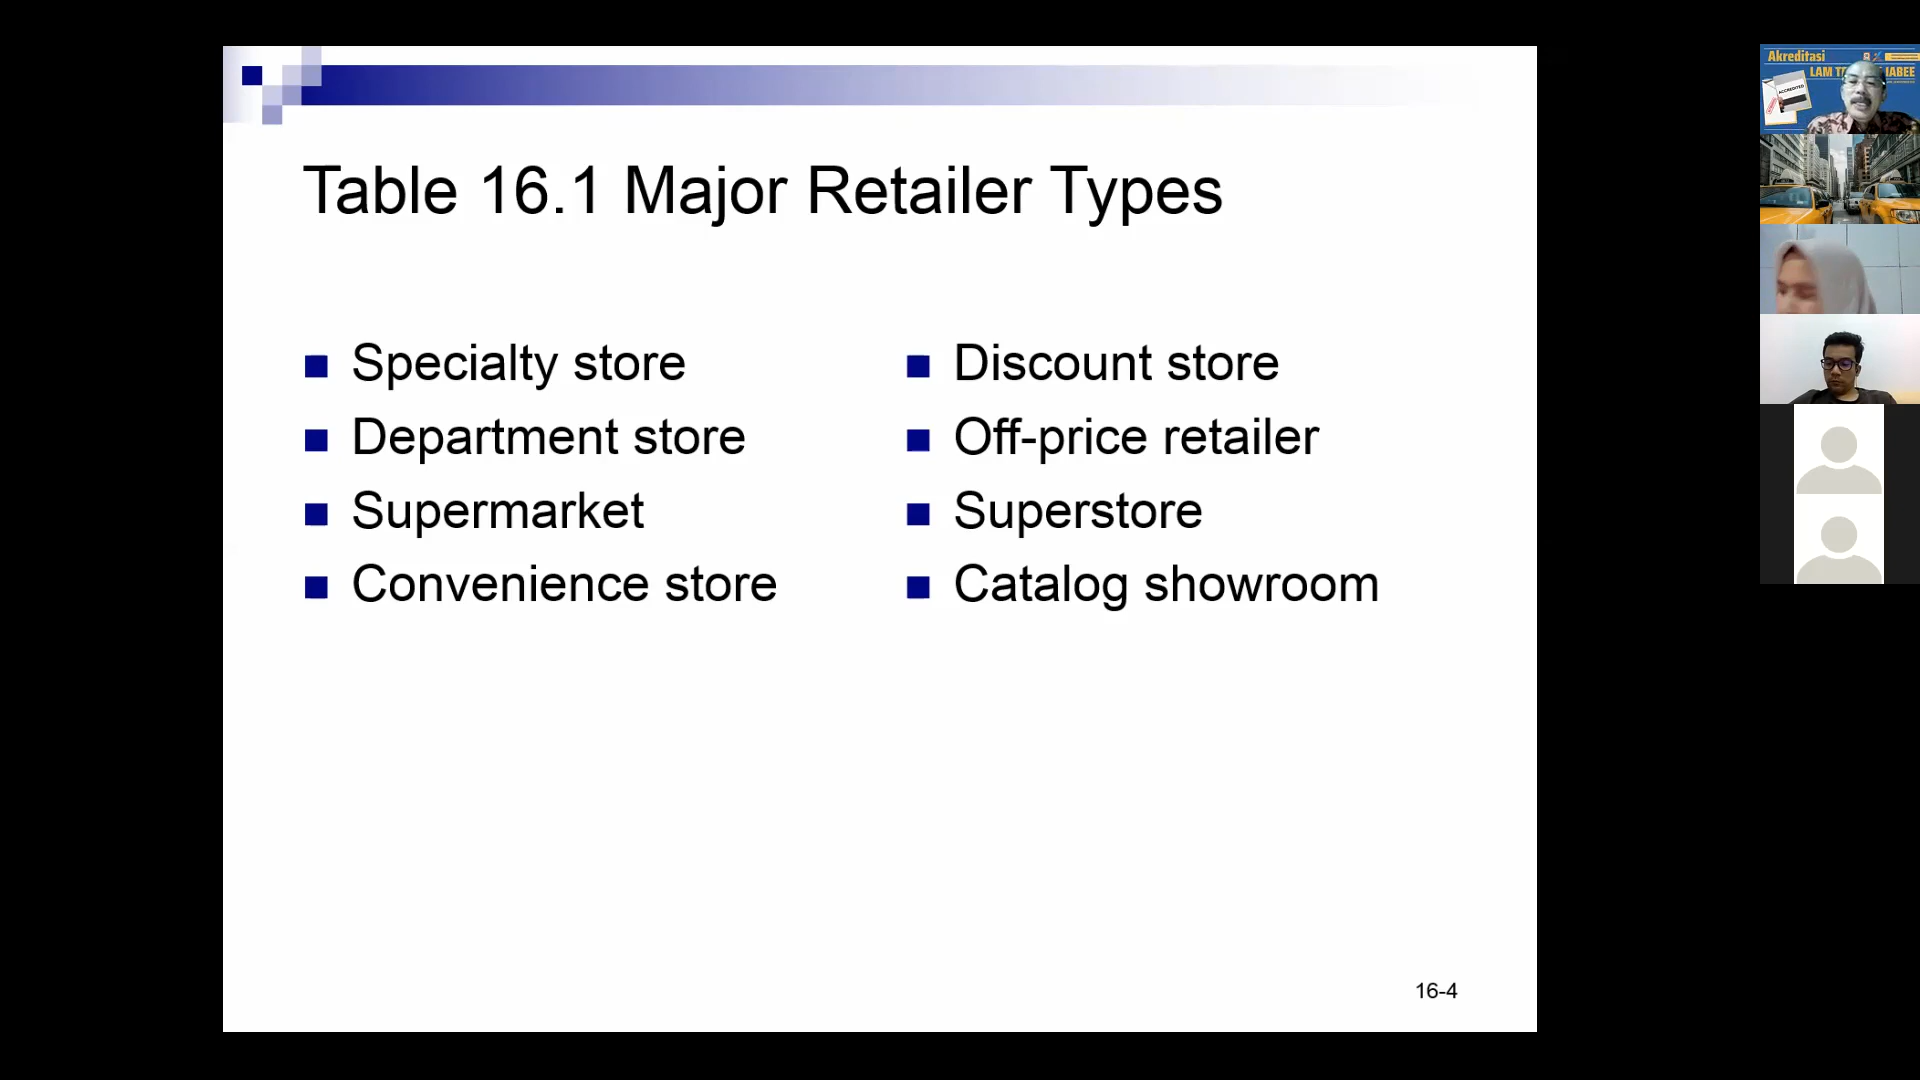 Table 16.1 Major Retailer Types
Specialty store
Department store
Supermarket
Convenience store
Discount store
Off-price retailer
Superstore
Catalog showroom
16-4
Akreditasi
LAM
IABEE
ACCREDITED